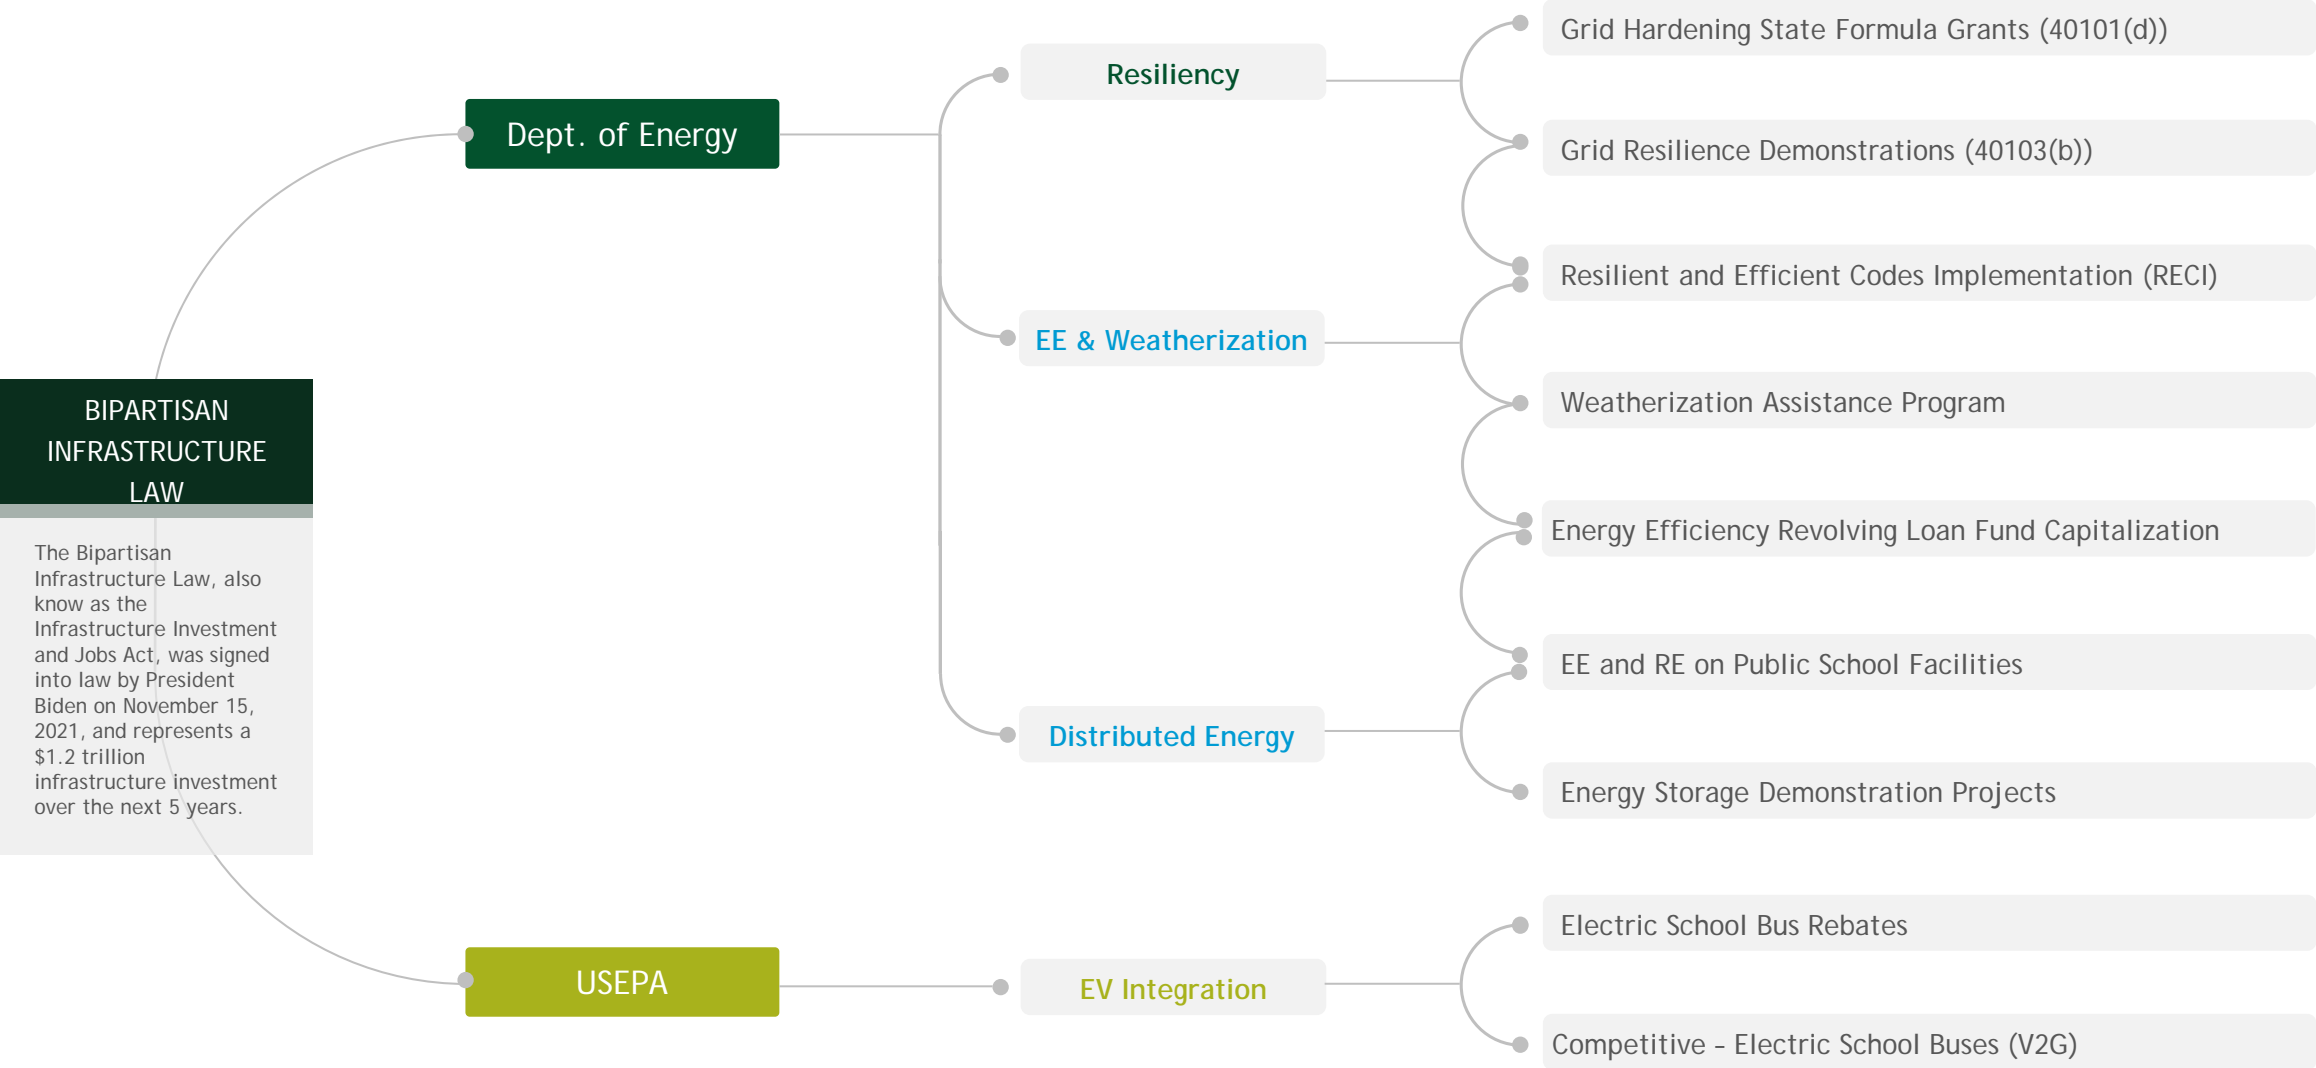 Grid Hardening State Formula Grants (40101(d))
Resiliency
Dept. of Energy
Grid Resilience Demonstrations (40103(b))
Resilient and Efficient Codes Implementation (RECI)
EE & Weatherization
Weatherization Assistance Program
BIPARTISAN
INFRASTRUCTURE
LAW
The Bipartisan
Infrastructure Law, also
know as the
Infrastructure Investment
and Jobs Act, was signed
into law by President
Biden on November 15,
2021, and represents a
$1.2 trillion
infrastructure investment
over the next 5 years.
Energy Efficiency Revolving Loan Fund Capitalization
EE and RE on Public School Facilities
Distributed Energy
Energy Storage Demonstration Projects
Electric School Bus Rebates
USEPA
EV Integration
Competitive – Electric School Buses (V2G)